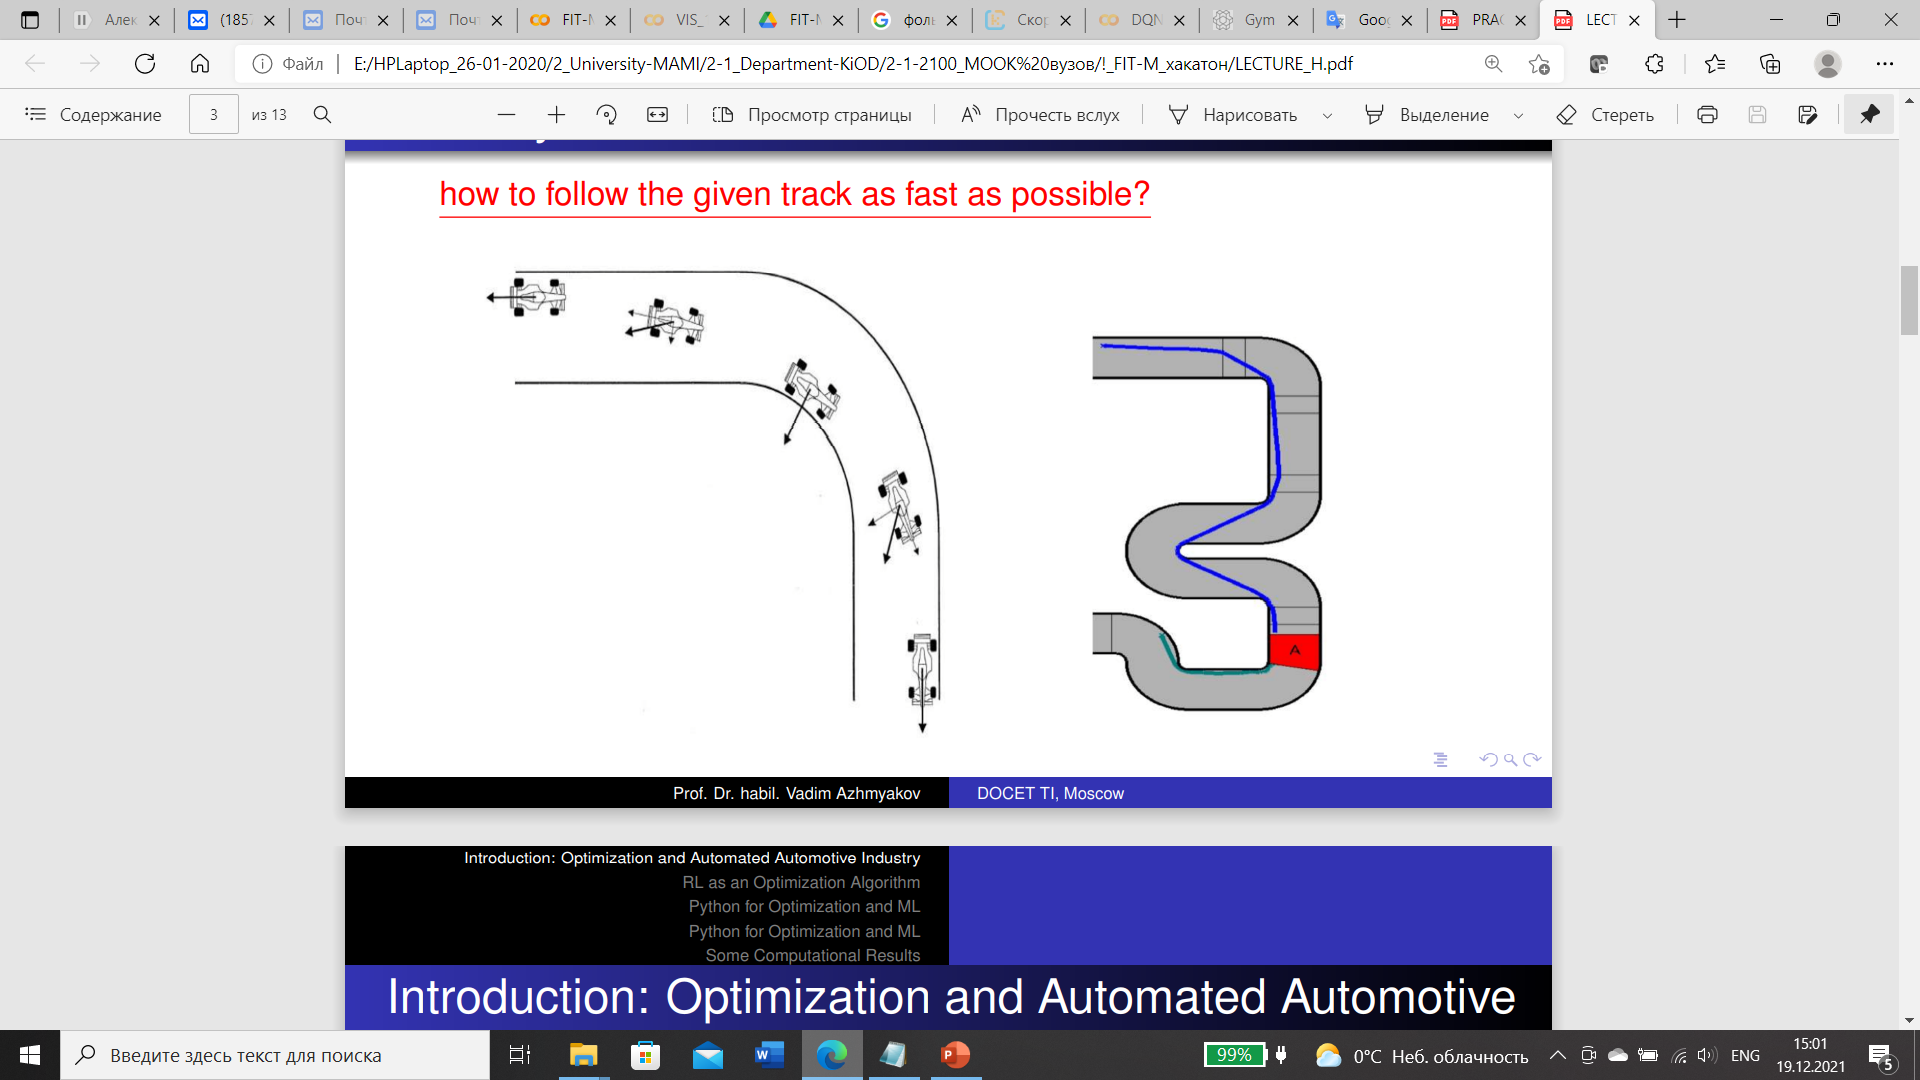 Алек
(185
Почт
Почт
FIT-M
VIS_
FIT-M
фоль
Скор
DQN
Gym
Goog
PRAC
LECT
Файл
E:/HPLaptop_26-01-2020/2_University-MAMI/2-1_Department-KiOD/2-1-2100_MOOK%20вузов/!_FIT-M_хакатон/LECTURE_H.pdf
Содержание
3
из 13
Просмотр страницы
Прочесть вслух
Нарисовать
Выделение
Стереть
how to follow the given track as fast as possible?
A
Prof. Dr. habil. Vadim Azhmyakov
DOCET TI, Moscow
Introduction: Optimization and Automated Automotive Industry
RL as an Optimization Algorithm
Python for Optimization and ML
Python for Optimization and ML
Some Computational Results
Introduction: Optimization and Automated Automotive
Введите здесь текст для поиска
99%
0°C Неб. облачность
ENG
15:01
19.12.2021
5